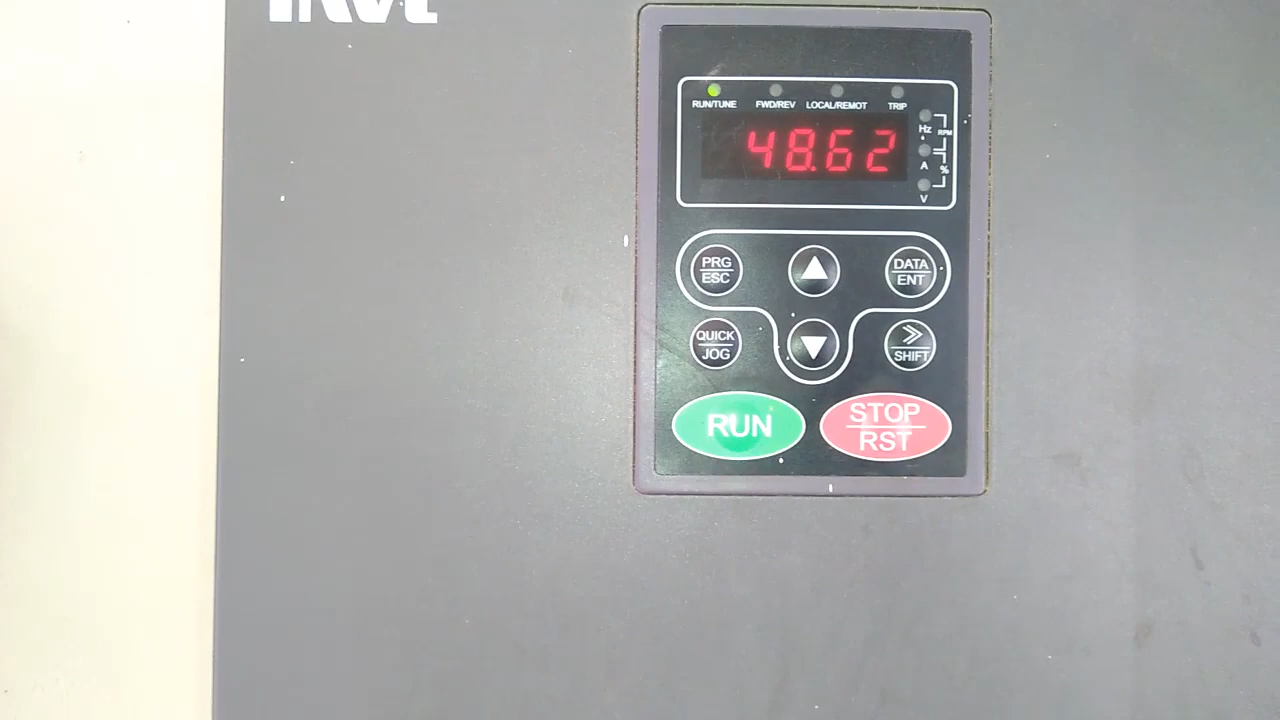 invt
RUN/TUNE FWD/REV LOCAL/REMOT TRIP
48.62
Hz
RPM
A
%
V
PRG
ESC
DATA
ENT
QUICK
JOG
SHIFT
RUN
STOP
RST